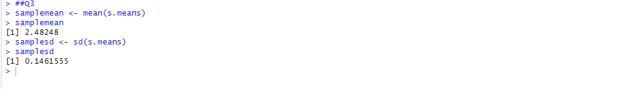 > ##Q3
> samplemean <- mean(s.means)
> samplemean
[1] 2.48248
> samplesd <- sd(s.means)
> samplesd
[1] 0.1461555
>